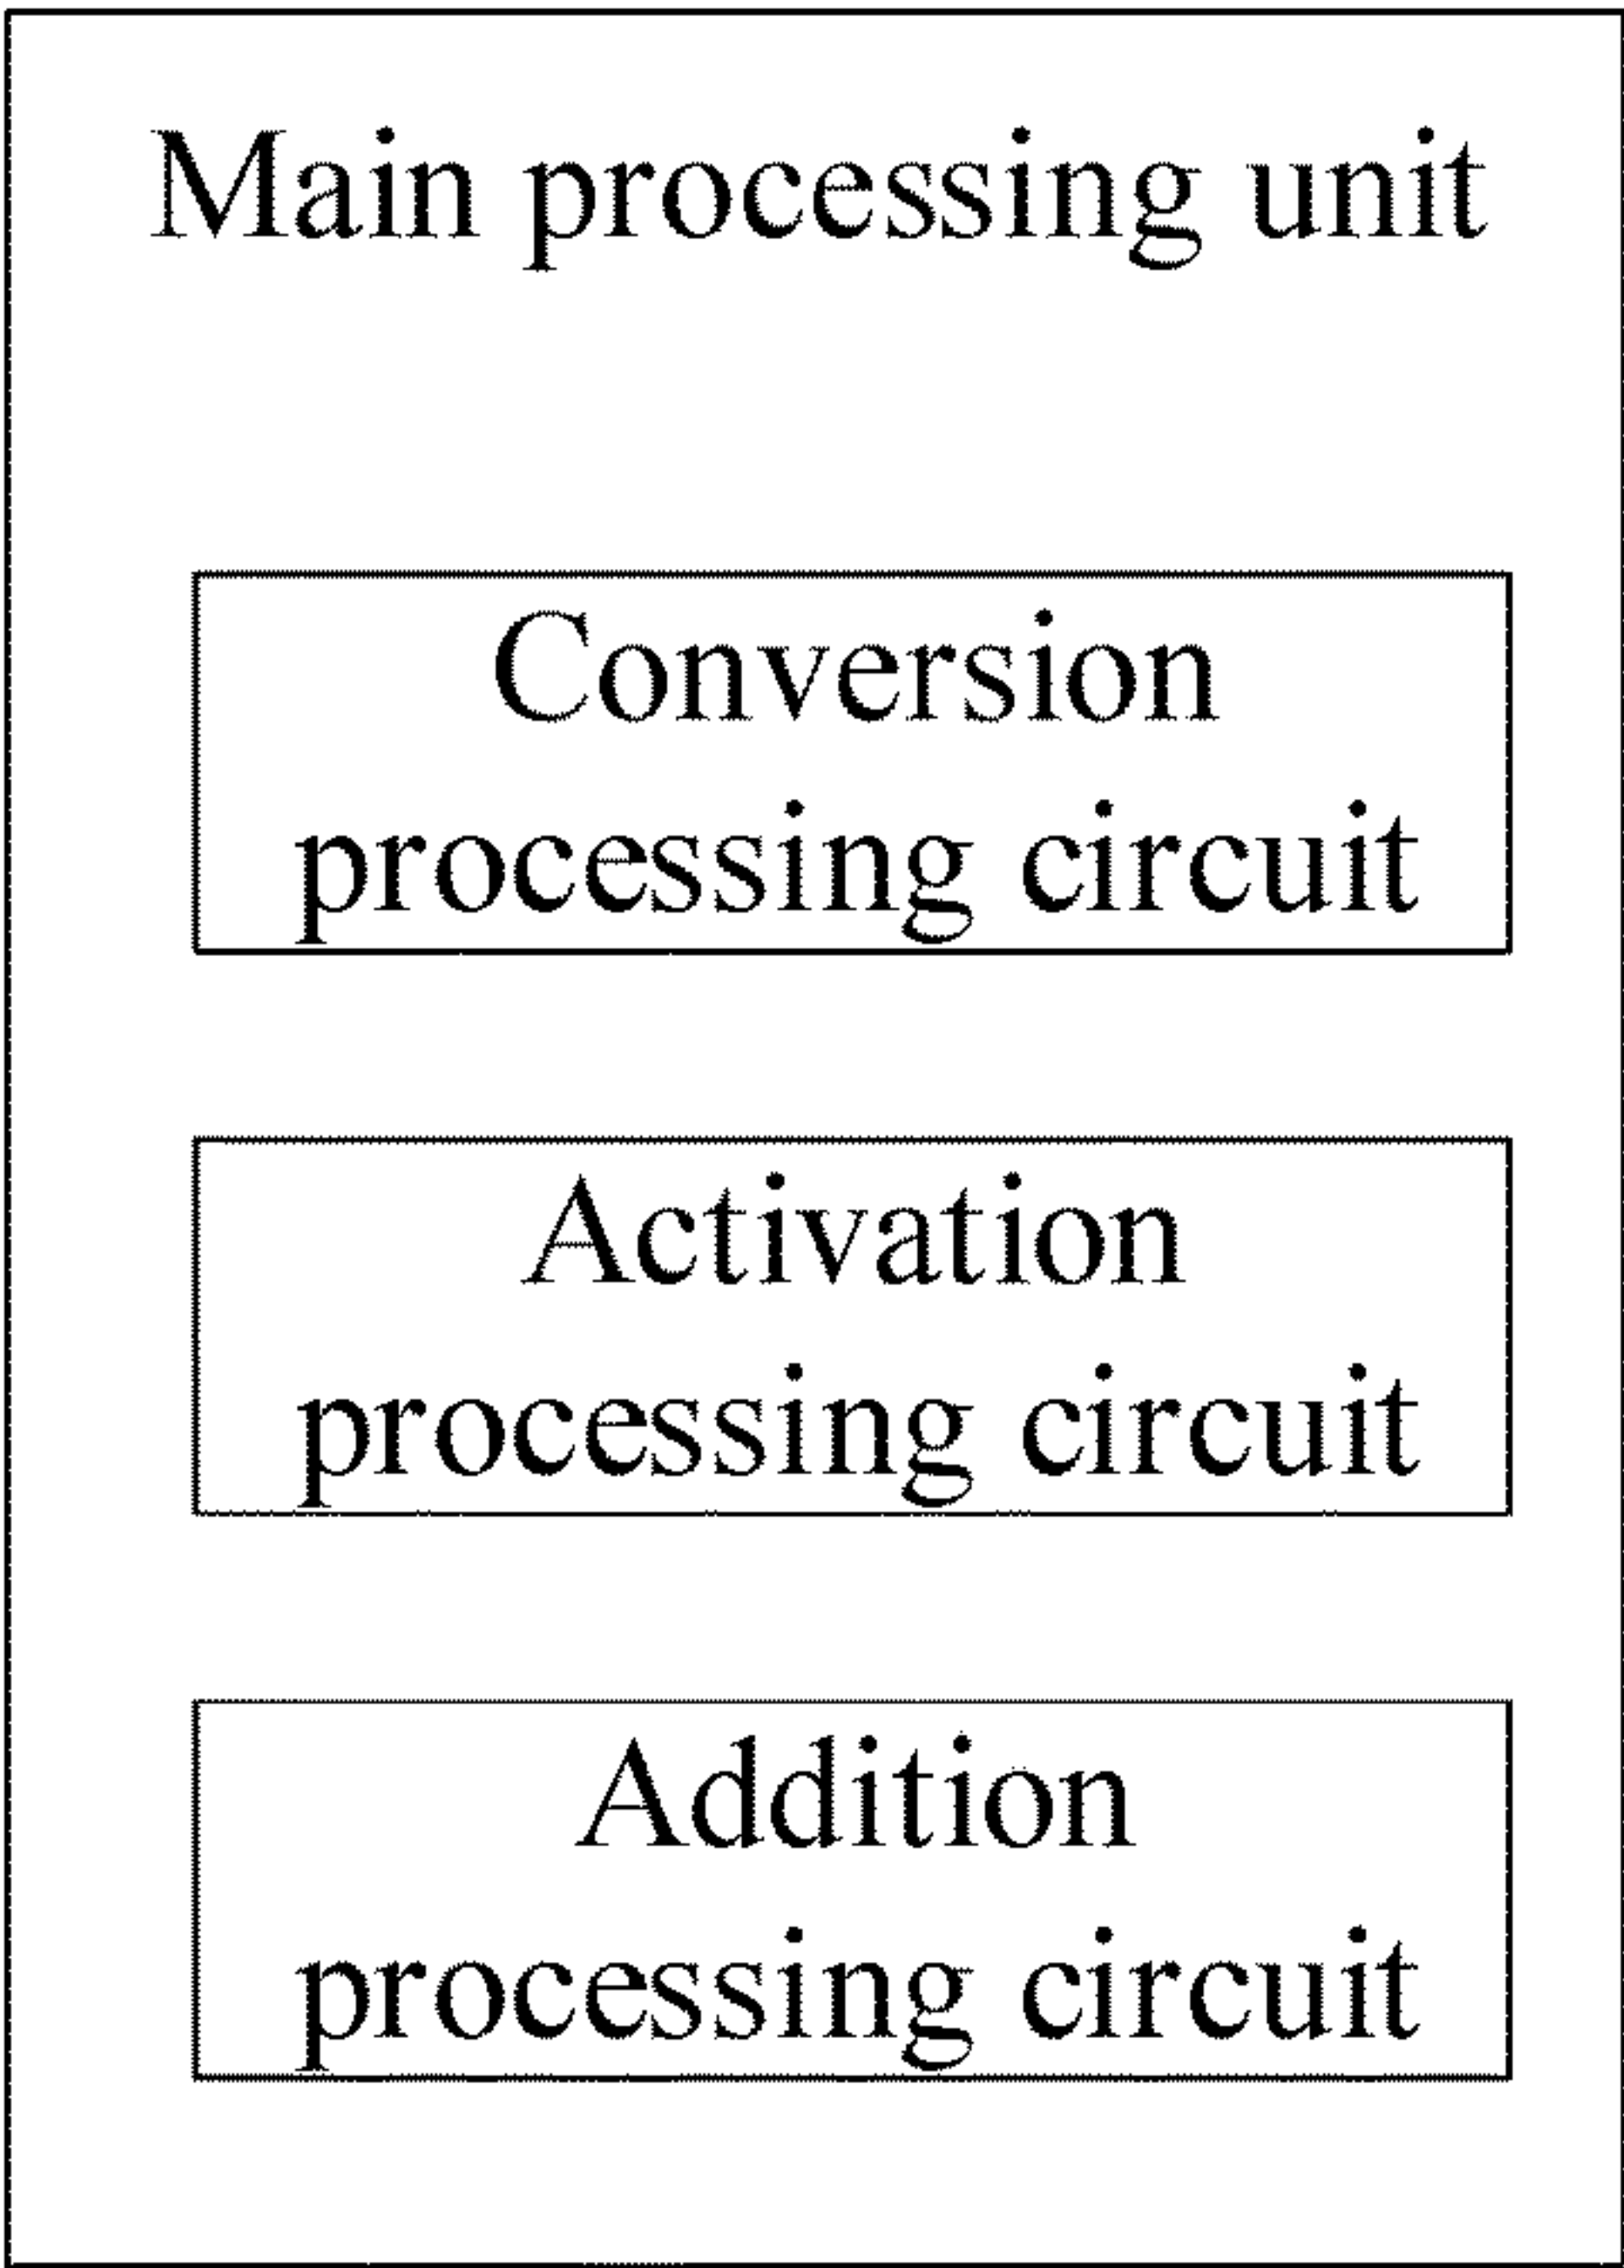 Main processing unit
Conversion
processing circuit
Activation
processing circuit
Addition
processing circuit